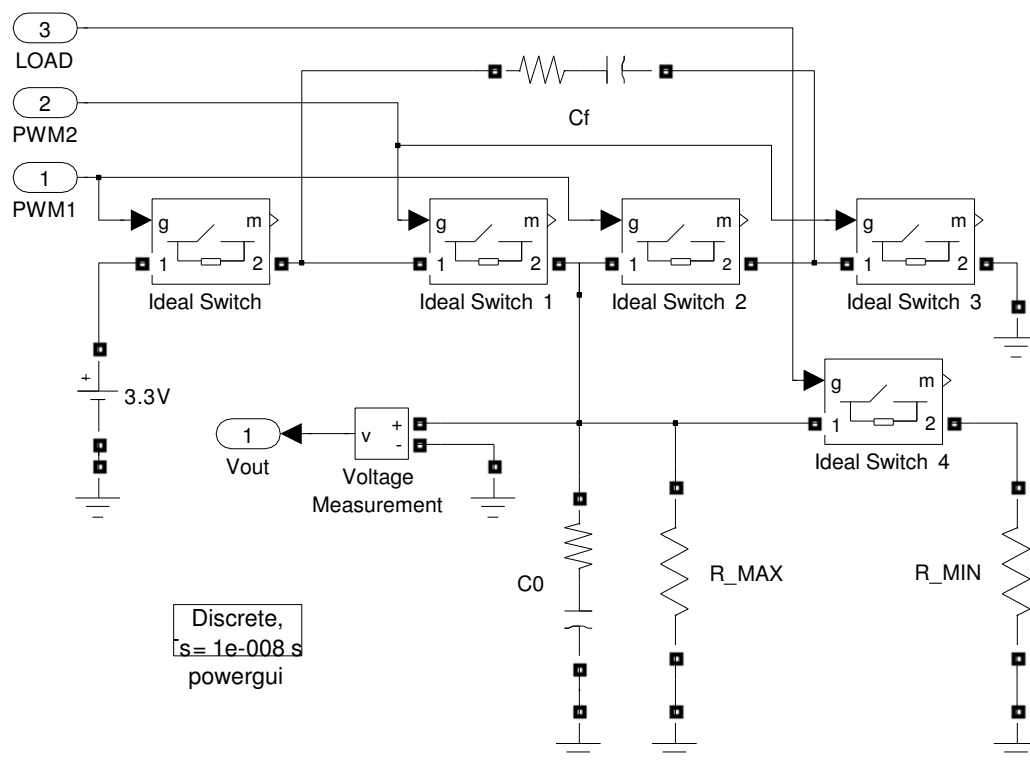 3
LOAD
2
PWM2
1
PWM1
Cf
g
m
1
2
Ideal Switch
g
m
1
2
Ideal Switch 1
g
m
1
2
Ideal Switch 2
g
m
1
2
Ideal Switch 3
+
3.3V
g
m
1
2
Ideal Switch 4
1
Vout
v
+
-
Voltage
Measurement
C0
R_MAX
R_MIN
Discrete,
s= 1e-008 s
powergui